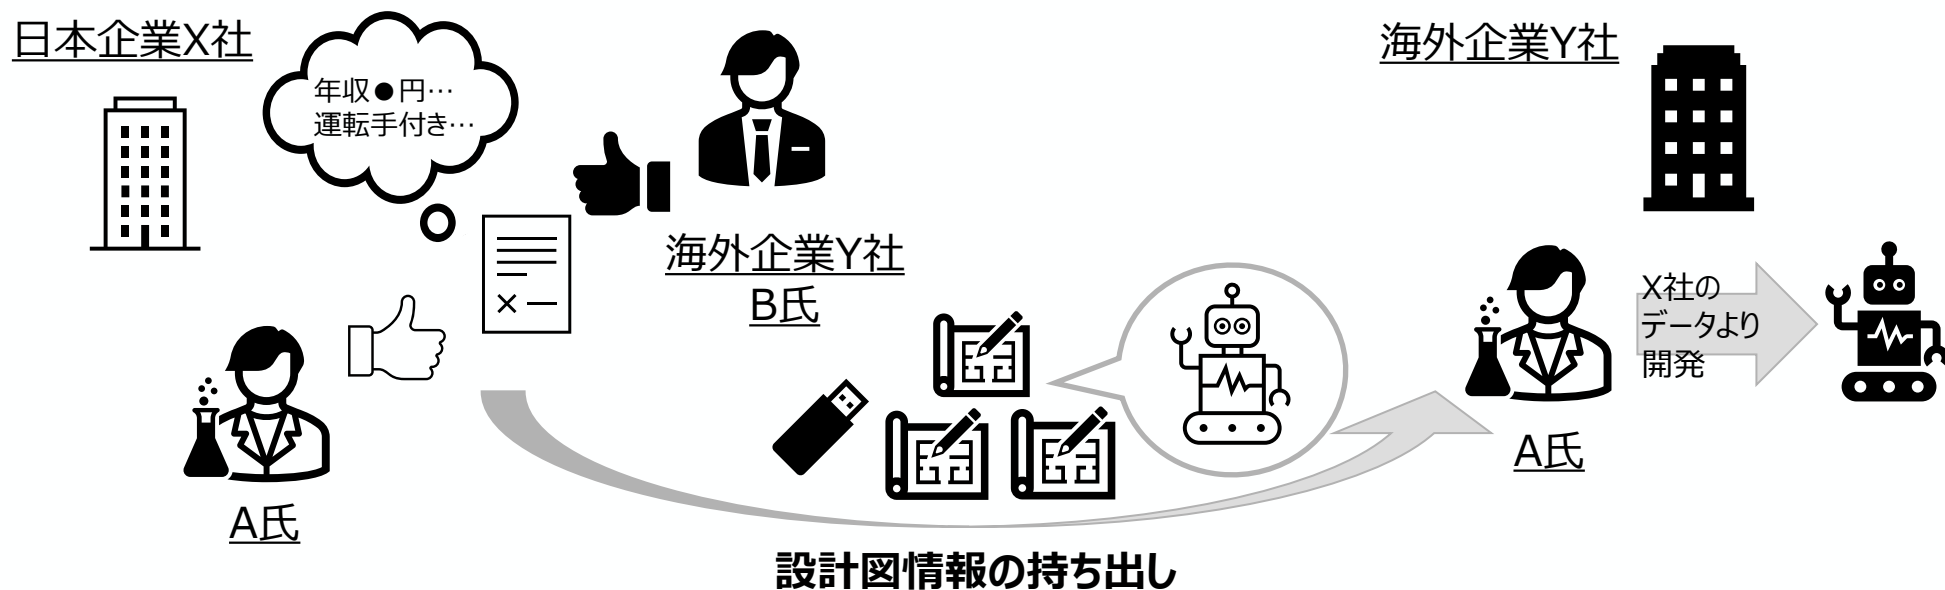 日本企業X社
年収●円…
運転手付き…
海外企業Y社
B氏
A氏
設計図情報の持ち出し
海外企業Y社
A氏
X社の
データより
開発